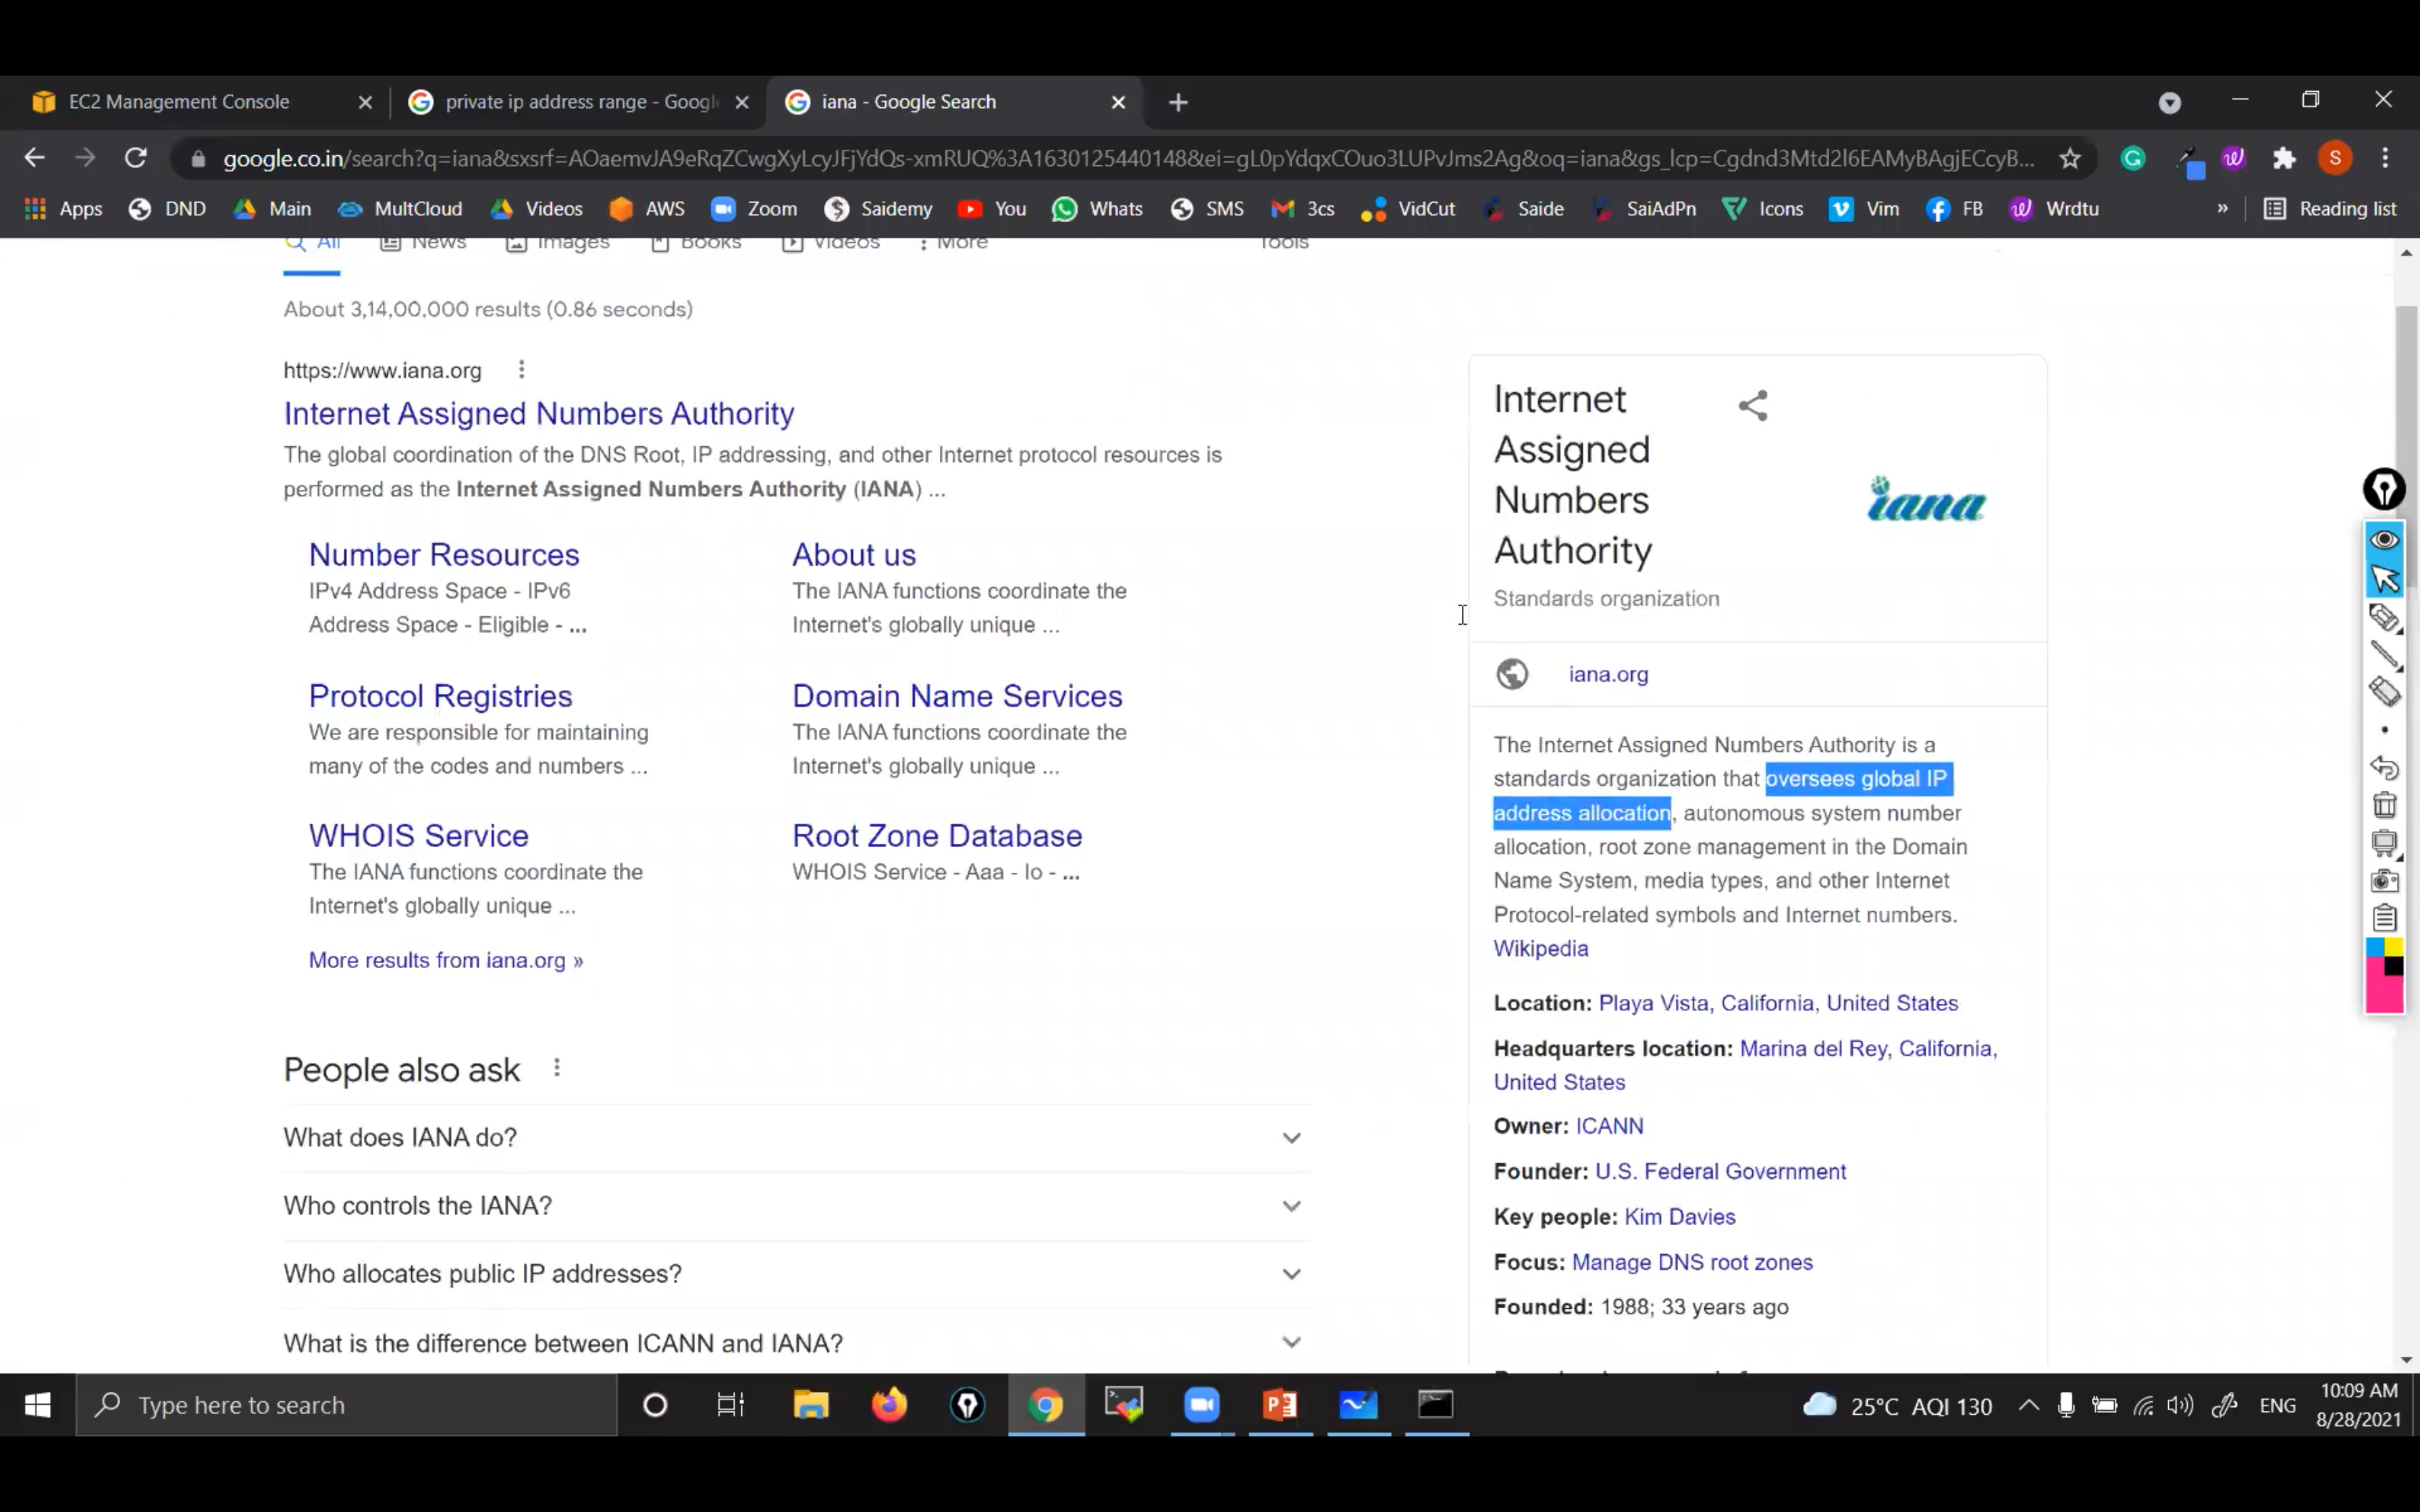 EC2 Management Console
private ip address range - Googl
iana - Google Search
google.co.in/search?q=iana&sxsrf=AOaemvJA9eRqZCwgXyLcyJFjYdQs-xmRUQ%3A1630125440148&ei=gL0pYdqxCOuo3LUPvJms2Ag&oq=iana&gs_lcp=Cgdnd3Mtd2l6EAMyBAgjECcyB...
S
Apps DND Main MultCloud Videos AWS Zoom Saidemy You Whats SMS 3cs VidCut Saide SaiAdPn Icons Vim FB Wrdtu » Reading list
All News Images Books Videos More Tools
About 3,14,00,000 results (0.86 seconds)
https://www.iana.org
Internet Assigned Numbers Authority
The global coordination of the DNS Root, IP addressing, and other Internet protocol resources is
performed as the Internet Assigned Numbers Authority (IANA) ...
Number Resources
IPv4 Address Space - IPv6
Address Space - Eligible - ...
About us
The IANA functions coordinate the
Internet's globally unique ...
Protocol Registries
We are responsible for maintaining
many of the codes and numbers ...
Domain Name Services
The IANA functions coordinate the
Internet's globally unique ...
WHOIS Service
The IANA functions coordinate the
Internet's globally unique ...
Root Zone Database
WHOIS Service - Aaa - Io - ...
More results from iana.org »
People also ask
What does IANA do?
Who controls the IANA?
Who allocates public IP addresses?
What is the difference between ICANN and IANA?
Internet
Assigned
Numbers
Authority
Standards organization
iana
iana.org
The Internet Assigned Numbers Authority is a
standards organization that oversees global IP
address allocation, autonomous system number
allocation, root zone management in the Domain
Name System, media types, and other Internet
Protocol-related symbols and Internet numbers.
Wikipedia
Location: Playa Vista, California, United States
Headquarters location: Marina del Rey, California,
United States
Owner: ICANN
Founder: U.S. Federal Government
Key people: Kim Davies
Focus: Manage DNS root zones
Founded: 1988; 33 years ago
Type here to search
25°C AQI 130
ENG
10:09 AM
8/28/2021